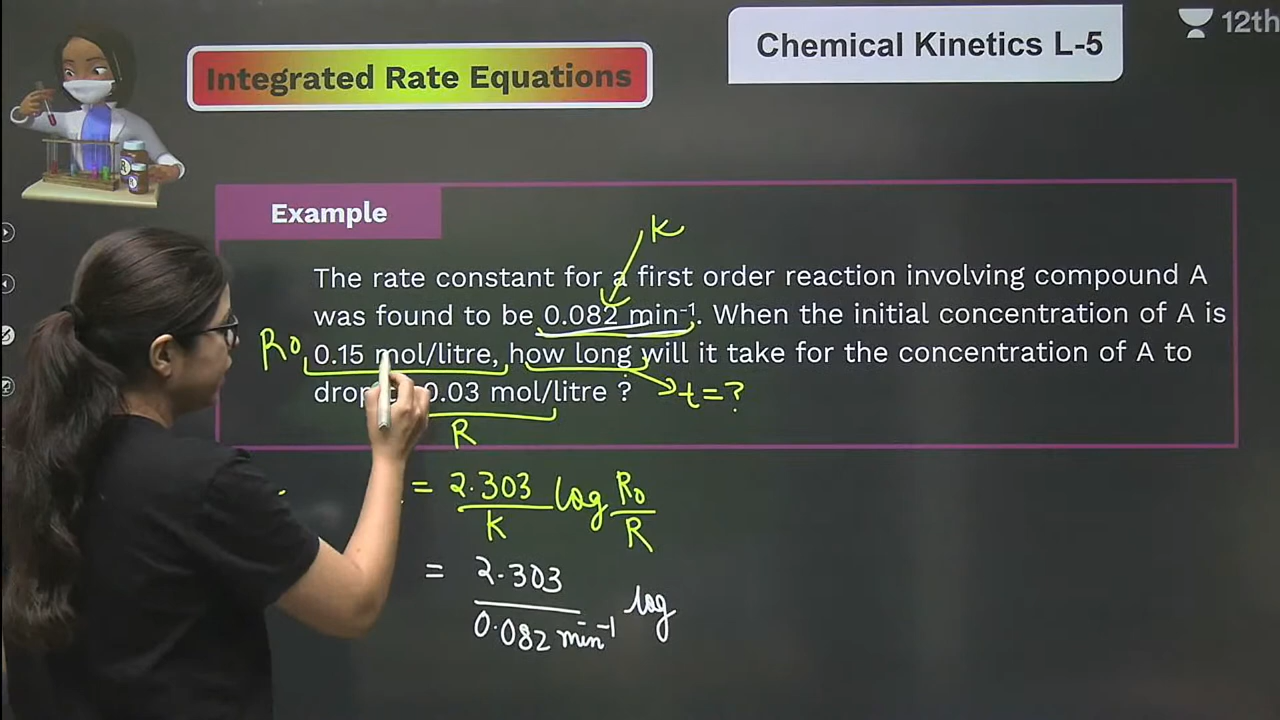 12th
Chemical Kinetics L-5
Integrated Rate Equations
Example
K
The rate constant for a first order reaction involving compound A
was found to be 0.082 min⁻¹. When the initial concentration of A is
R₀ 0.15 mol/litre, how long will it take for the concentration of A to
drop 0.03 mol/litre ? t = ?
R
= 2.303/K log R₀/R
= 2.303/0.082 min⁻¹ log